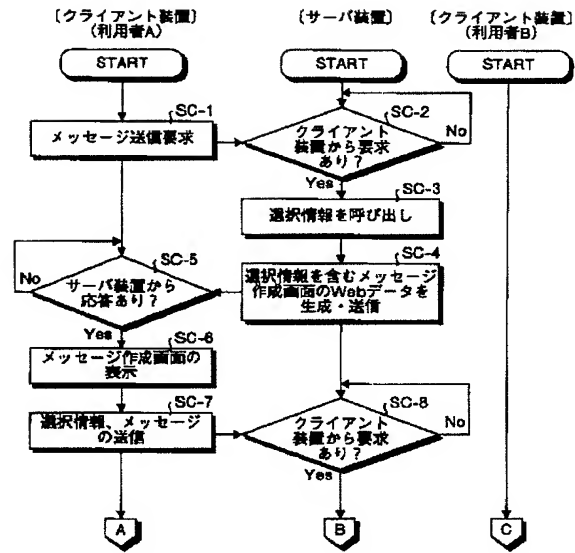 〔クライアント装置〕
(利用者A)
〔サーバ装置〕
〔クライアント装置〕
(利用者B)
START
START
START
SC-1
メッセージ送信要求
SC-2
クライアント
装置から要求
あり?
No
Yes
SC-3
選択情報を呼び出し
SC-4
選択情報を含むメッセージ
作成画面のWebデータを
生成・送信
SC-5
サーバ装置から
応答あり?
No
Yes
SC-6
メッセージ作成画面の
表示
SC-7
選択情報、メッセージ
の送信
SC-8
クライアント
装置から要求
あり?
No
Yes
A
B
C